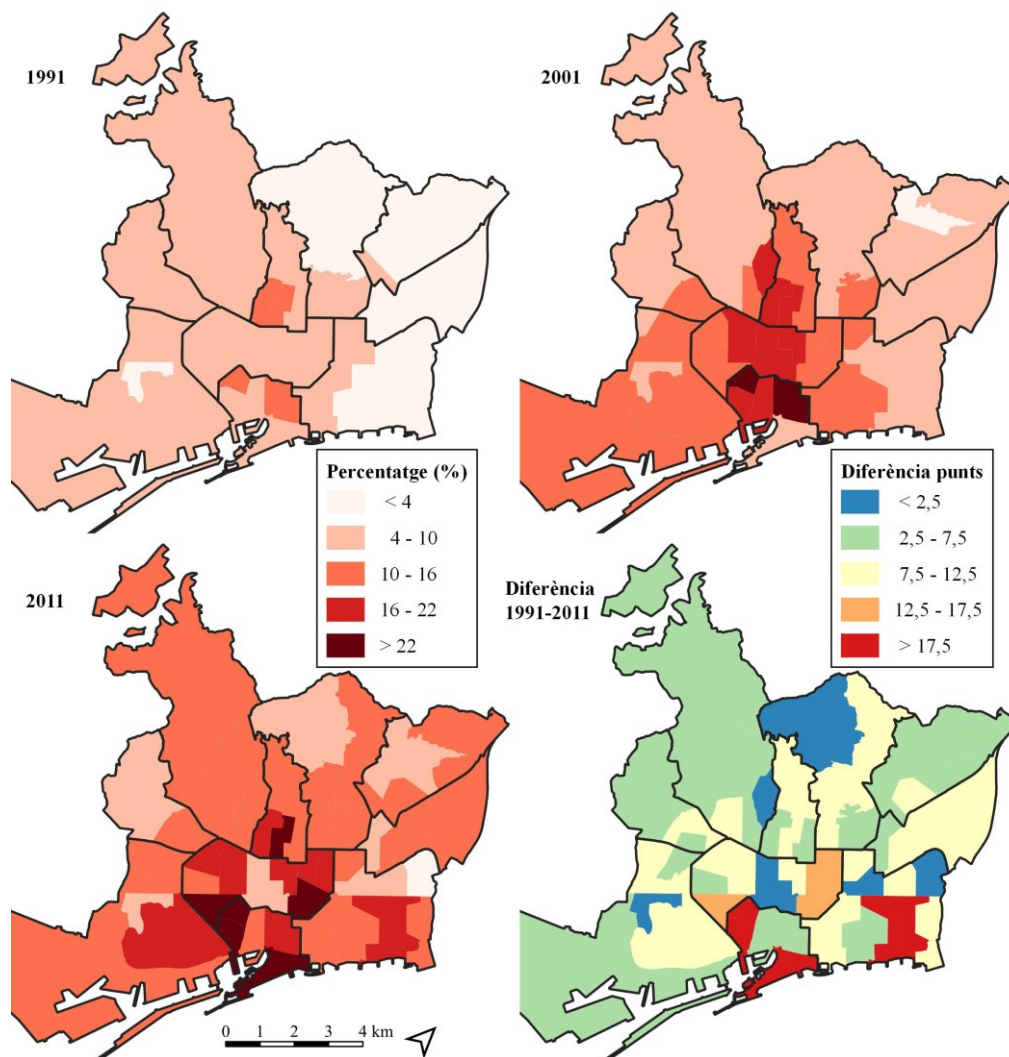 1991
2001
Percentatge (%)
< 4
4 - 10
10 - 16
16 - 22
> 22
Diferència punts
< 2,5
2,5 - 7,5
7,5 - 12,5
12,5 - 17,5
> 17,5
2011
Diferència
1991-2011
0 1 2 3 4 km